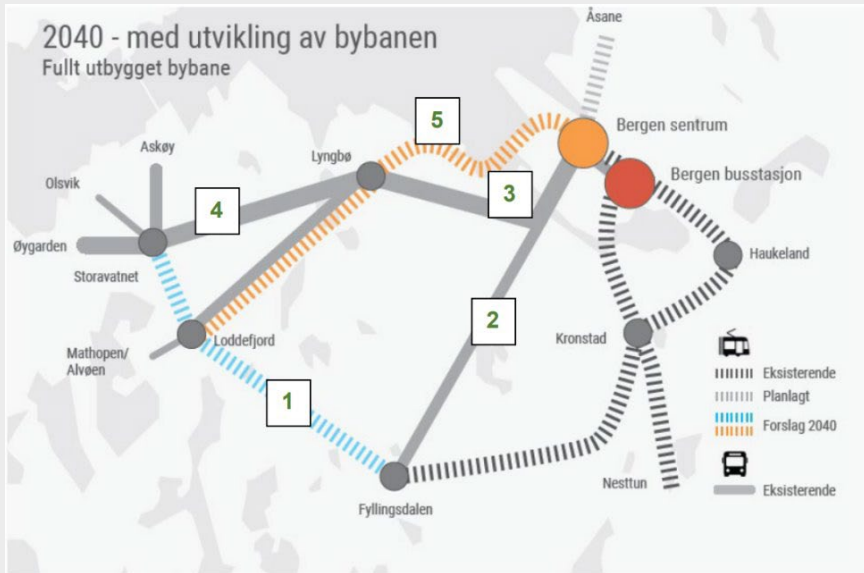 2040 - med utvikling av bybanen
Fullt utbygget bybane
Åsane
5
Bergen sentrum
Askøy
Lyngbø
Bergen busstasjon
Olsvik
3
4
Øygarden
Haukeland
Storavatnet
2
Loddefjord
Kronstad
Mathopen/
Alvøen
Eksisterende
1
Planlagt
Forslag 2040
Nesttun
Eksisterende
Fyllingsdalen